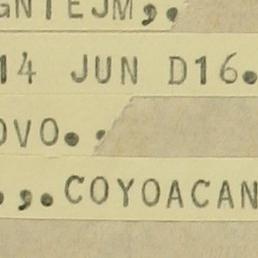 GNTEJM,.
14 JUN D16.
OVO..
.,.COYOACAN